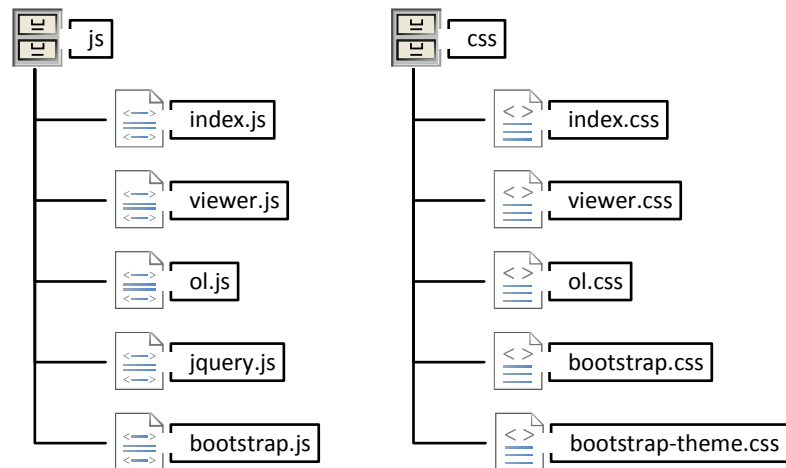 js
index.js
viewer.js
ol.js
jquery.js
bootstrap.js
css
index.css
viewer.css
ol.css
bootstrap.css
bootstrap-theme.css